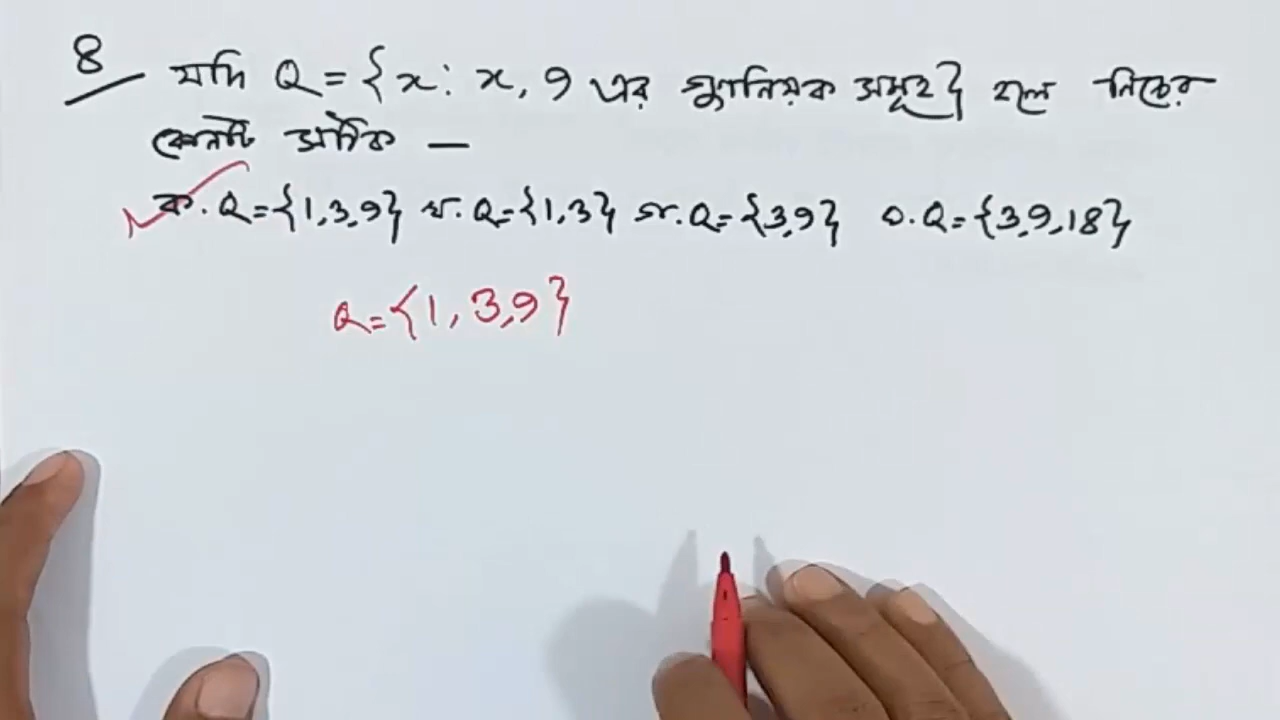 8 যদি Q = {x : x, 9 এর গুণনিয়ক সমূহ} হলে নিচের
কোনটি সঠিক —
ক. Q = {1, 3, 9} খ. Q = {1, 3} গ. Q = {3, 9} ঘ. Q = {3, 9, 18}
Q = {1, 3, 9}